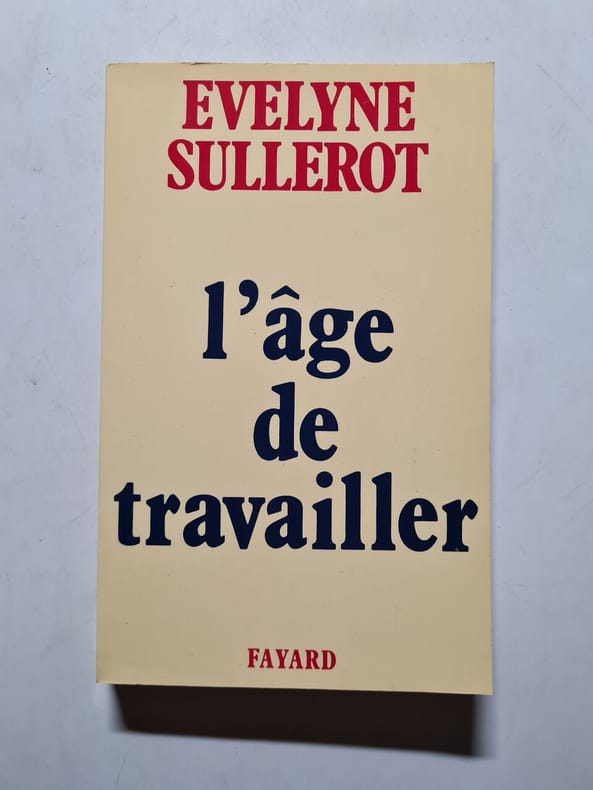 EVELYNE
SULLEROT
l'âge
de
travailler
FAYARD